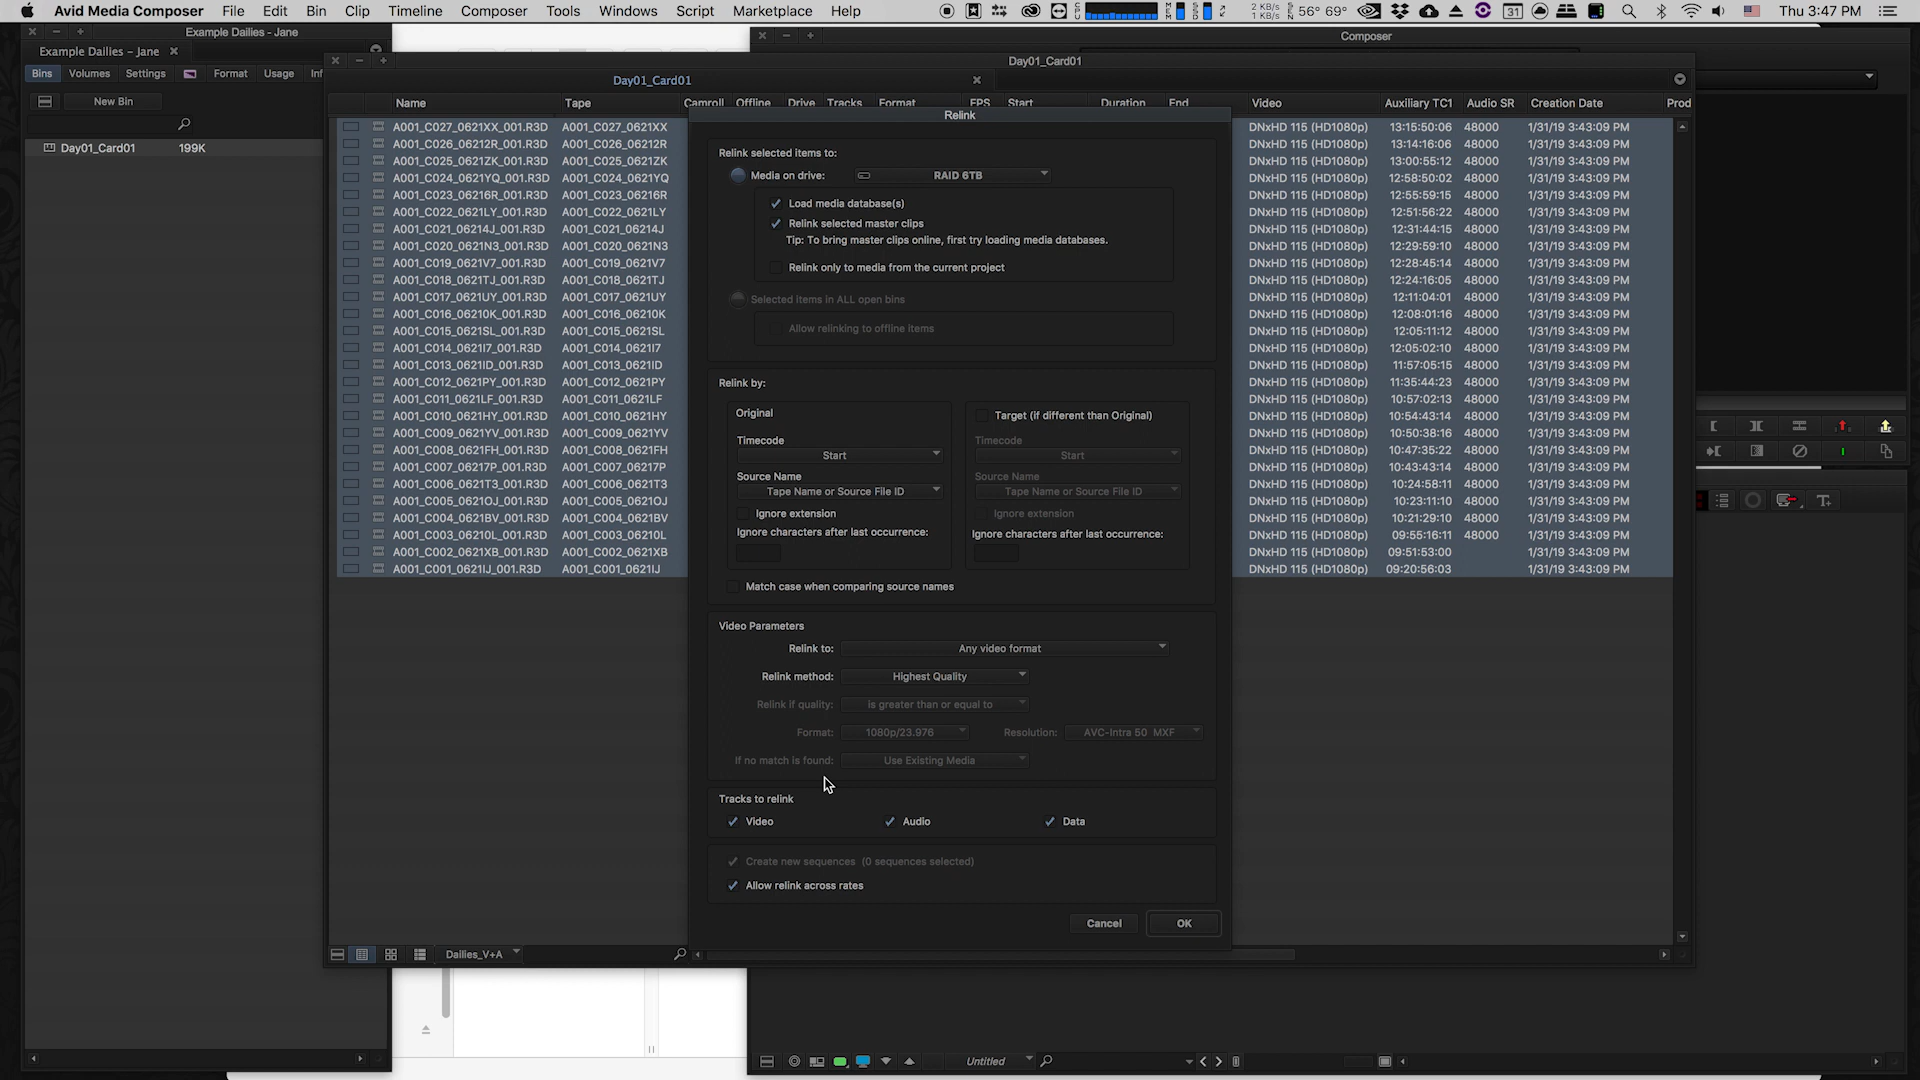 Avid Media Composer File Edit Bin Clip Timeline Composer Tools Windows Script Marketplace Help 2 KB/s 1 KB/s 56° 69° 31 Thu 3:47 PM
Example Dailies - Jane
Example Dailies - Jane
Bins Volumes Settings Format Usage Inf
New Bin
Day01_Card01 199K
Composer
Day01_Card01
Day01_Card01
Name Tape Camroll Offline Drive Tracks Format FPS Start Duration End Video Auxiliary TC1 Audio SR Creation Date Prod
A001_C027_0621XX_001.R3D A001_C027_0621XX DNxHD 115 (HD1080p) 13:15:50:06 48000 1/31/19 3:43:09 PM
A001_C026_06212R_001.R3D A001_C026_06212R DNxHD 115 (HD1080p) 13:14:16:06 48000 1/31/19 3:43:09 PM
A001_C025_0621ZK_001.R3D A001_C025_0621ZK DNxHD 115 (HD1080p) 13:00:55:12 48000 1/31/19 3:43:09 PM
A001_C024_0621YQ_001.R3D A001_C024_0621YQ DNxHD 115 (HD1080p) 12:58:50:02 48000 1/31/19 3:43:09 PM
A001_C023_06216R_001.R3D A001_C023_06216R DNxHD 115 (HD1080p) 12:55:59:15 48000 1/31/19 3:43:09 PM
A001_C022_0621LY_001.R3D A001_C022_0621LY DNxHD 115 (HD1080p) 12:51:56:22 48000 1/31/19 3:43:09 PM
A001_C021_06214J_001.R3D A001_C021_06214J DNxHD 115 (HD1080p) 12:31:44:15 48000 1/31/19 3:43:09 PM
A001_C020_0621N3_001.R3D A001_C020_0621N3 DNxHD 115 (HD1080p) 12:29:59:10 48000 1/31/19 3:43:09 PM
A001_C019_0621V7_001.R3D A001_C019_0621V7 DNxHD 115 (HD1080p) 12:28:45:14 48000 1/31/19 3:43:09 PM
A001_C018_0621TJ_001.R3D A001_C018_0621TJ DNxHD 115 (HD1080p) 12:24:16:05 48000 1/31/19 3:43:09 PM
A001_C017_0621UY_001.R3D A001_C017_0621UY DNxHD 115 (HD1080p) 12:11:04:01 48000 1/31/19 3:43:09 PM
A001_C016_06210K_001.R3D A001_C016_06210K DNxHD 115 (HD1080p) 12:08:01:16 48000 1/31/19 3:43:09 PM
A001_C015_0621SL_001.R3D A001_C015_0621SL DNxHD 115 (HD1080p) 12:05:11:12 48000 1/31/19 3:43:09 PM
A001_C014_0621I7_001.R3D A001_C014_0621I7 DNxHD 115 (HD1080p) 12:05:02:10 48000 1/31/19 3:43:09 PM
A001_C013_0621ID_001.R3D A001_C013_0621ID DNxHD 115 (HD1080p) 11:57:05:15 48000 1/31/19 3:43:09 PM
A001_C012_0621PY_001.R3D A001_C012_0621PY DNxHD 115 (HD1080p) 11:35:44:23 48000 1/31/19 3:43:09 PM
A001_C011_0621LF_001.R3D A001_C011_0621LF DNxHD 115 (HD1080p) 10:57:02:13 48000 1/31/19 3:43:09 PM
A001_C010_0621HY_001.R3D A001_C010_0621HY DNxHD 115 (HD1080p) 10:54:43:14 48000 1/31/19 3:43:09 PM
A001_C009_0621YV_001.R3D A001_C009_0621YV DNxHD 115 (HD1080p) 10:50:38:16 48000 1/31/19 3:43:09 PM
A001_C008_0621FH_001.R3D A001_C008_0621FH DNxHD 115 (HD1080p) 10:47:35:22 48000 1/31/19 3:43:09 PM
A001_C007_06217P_001.R3D A001_C007_06217P DNxHD 115 (HD1080p) 10:43:43:14 48000 1/31/19 3:43:09 PM
A001_C006_0621T3_001.R3D A001_C006_0621T3 DNxHD 115 (HD1080p) 10:24:58:11 48000 1/31/19 3:43:09 PM
A001_C005_0621OJ_001.R3D A001_C005_0621OJ DNxHD 115 (HD1080p) 10:23:11:10 48000 1/31/19 3:43:09 PM
A001_C004_0621BV_001.R3D A001_C004_0621BV DNxHD 115 (HD1080p) 10:21:29:10 48000 1/31/19 3:43:09 PM
A001_C003_06210L_001.R3D A001_C003_06210L DNxHD 115 (HD1080p) 09:55:16:11 48000 1/31/19 3:43:09 PM
A001_C002_0621XB_001.R3D A001_C002_0621XB DNxHD 115 (HD1080p) 09:51:53:00 1/31/19 3:43:09 PM
A001_C001_0621IJ_001.R3D A001_C001_0621IJ DNxHD 115 (HD1080p) 09:20:56:03 1/31/19 3:43:09 PM
Relink
Relink selected items to:
Media on drive: RAID 6TB
Load media database(s)
Relink selected master clips
Tip: To bring master clips online, first try loading media databases.
Relink only to media from the current project
Selected items in ALL open bins
Allow relinking to offline items
Relink by:
Original
Timecode
Start
Source Name
Tape Name or Source File ID
Ignore extension
Ignore characters after last occurrence:
Target (if different than Original)
Timecode
Start
Source Name
Tape Name or Source File ID
Ignore extension
Ignore characters after last occurrence:
Match case when comparing source names
Video Parameters
Relink to: Any video format
Relink method: Highest Quality
Relink if quality: is greater than or equal to
Format: 1080p/23.976 Resolution: AVC-Intra 50 MXF
If no match is found: Use Existing Media
Tracks to relink
Video Audio Data
Create new sequences (0 sequences selected)
Allow relink across rates
Cancel OK
Dailies_V+A
Untitled